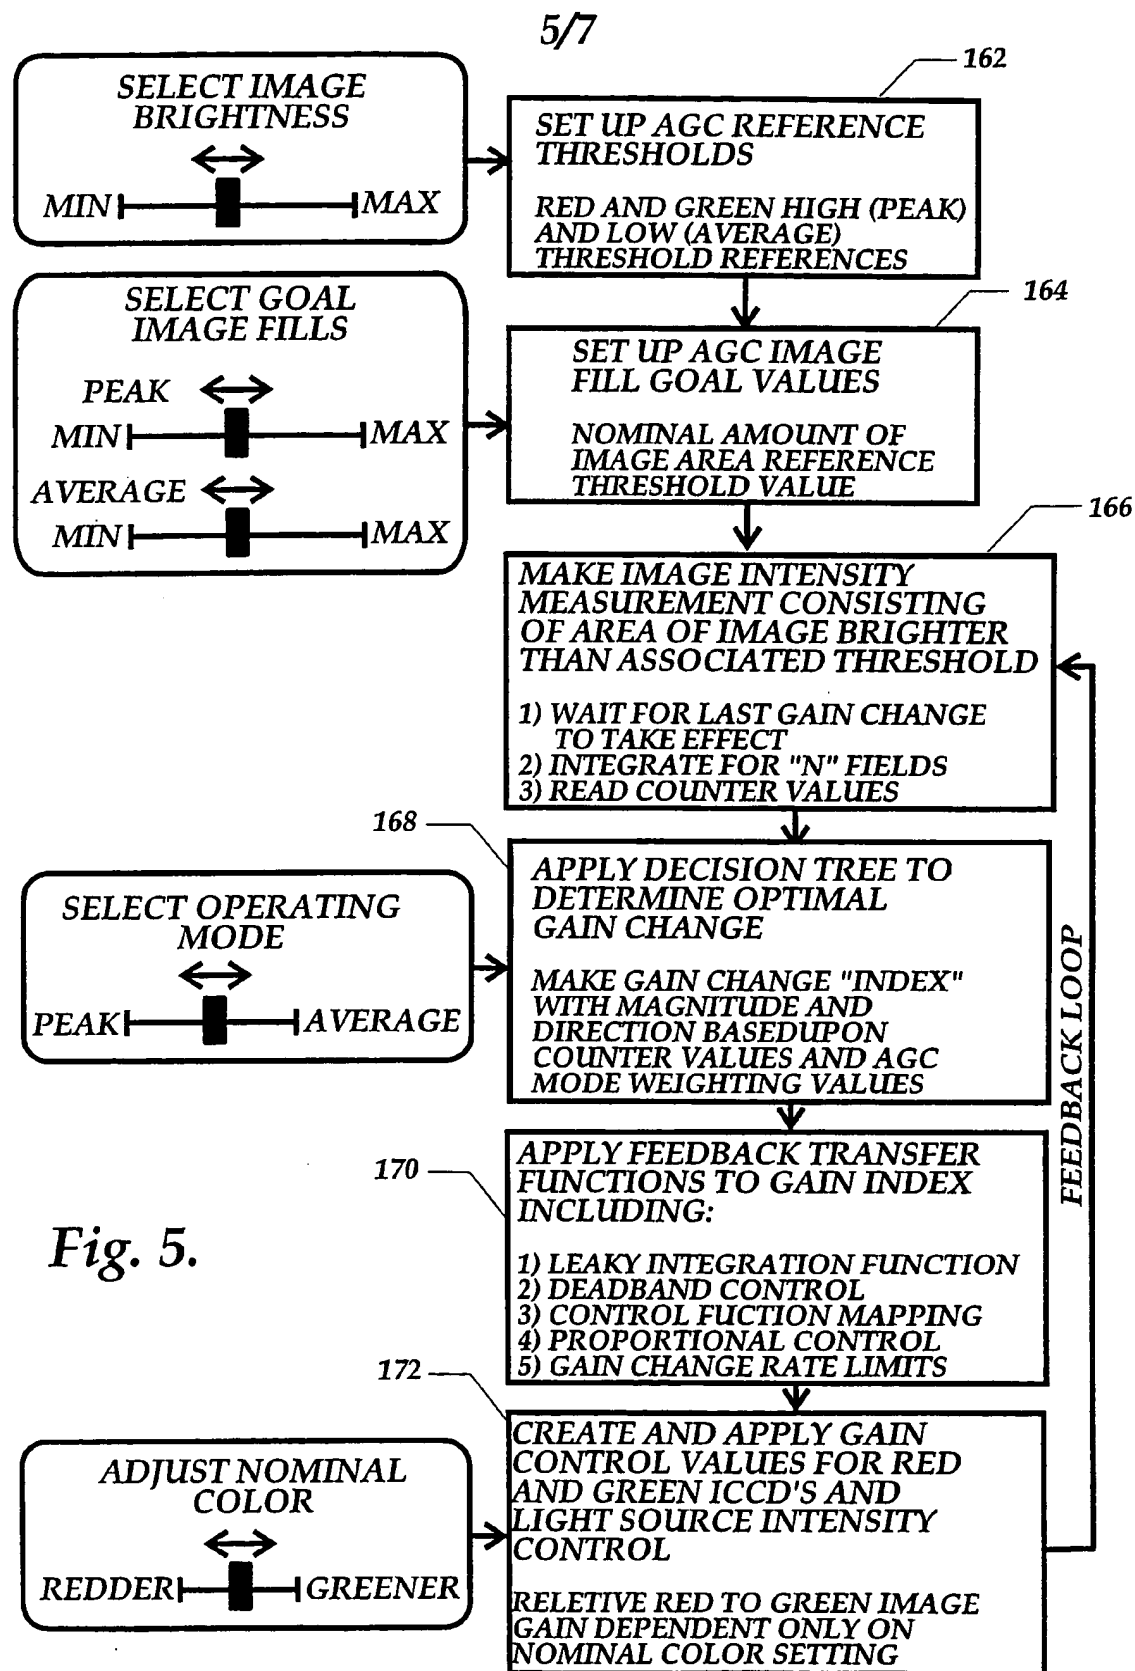 5/7
SELECT IMAGE
BRIGHTNESS
MIN
MAX
162
SET UP AGC REFERENCE
THRESHOLDS
RED AND GREEN HIGH (PEAK)
AND LOW (AVERAGE)
THRESHOLD REFERENCES
SELECT GOAL
IMAGE FILLS
PEAK
MIN
MAX
AVERAGE
MIN
MAX
164
SET UP AGC IMAGE
FILL GOAL VALUES
NOMINAL AMOUNT OF
IMAGE AREA REFERENCE
THRESHOLD VALUE
166
MAKE IMAGE INTENSITY
MEASUREMENT CONSISTING
OF AREA OF IMAGE BRIGHTER
THAN ASSOCIATED THRESHOLD
1) WAIT FOR LAST GAIN CHANGE
TO TAKE EFFECT
2) INTEGRATE FOR "N" FIELDS
3) READ COUNTER VALUES
168
SELECT OPERATING
MODE
PEAK
AVERAGE
APPLY DECISION TREE TO
DETERMINE OPTIMAL
GAIN CHANGE
MAKE GAIN CHANGE "INDEX"
WITH MAGNITUDE AND
DIRECTION BASEDUPON
COUNTER VALUES AND AGC
MODE WEIGHTING VALUES
FEEDBACK LOOP
170
APPLY FEEDBACK TRANSFER
FUNCTIONS TO GAIN INDEX
INCLUDING:
1) LEAKY INTEGRATION FUNCTION
2) DEADBAND CONTROL
3) CONTROL FUCTION MAPPING
4) PROPORTIONAL CONTROL
5) GAIN CHANGE RATE LIMITS
Fig. 5.
172
ADJUST NOMINAL
COLOR
REDDER
GREENER
CREATE AND APPLY GAIN
CONTROL VALUES FOR RED
AND GREEN ICCD'S AND
LIGHT SOURCE INTENSITY
CONTROL
RELETIVE RED TO GREEN IMAGE
GAIN DEPENDENT ONLY ON
NOMINAL COLOR SETTING